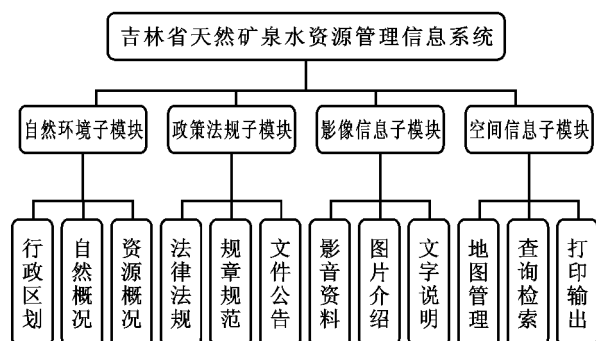 吉林省天然矿泉水资源管理信息系统
自然环境子模块
政策法规子模块
影像信息子模块
空间信息子模块
行政区划
自然概况
资源概况
法律法规
规章规范
文件公告
影音资料
图片介绍
文字说明
地图管理
查询检索
打印输出